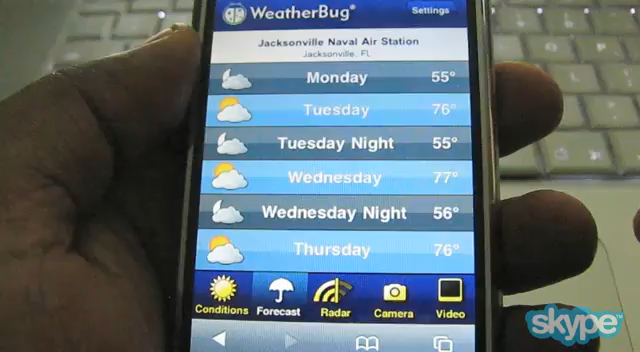 WeatherBug®
Settings
Jacksonville Naval Air Station
Jacksonville, FL
Monday 55°
Tuesday 76°
Tuesday Night 55°
Wednesday 77°
Wednesday Night 56°
Thursday 76°
Conditions Forecast Radar Camera Video
skype™